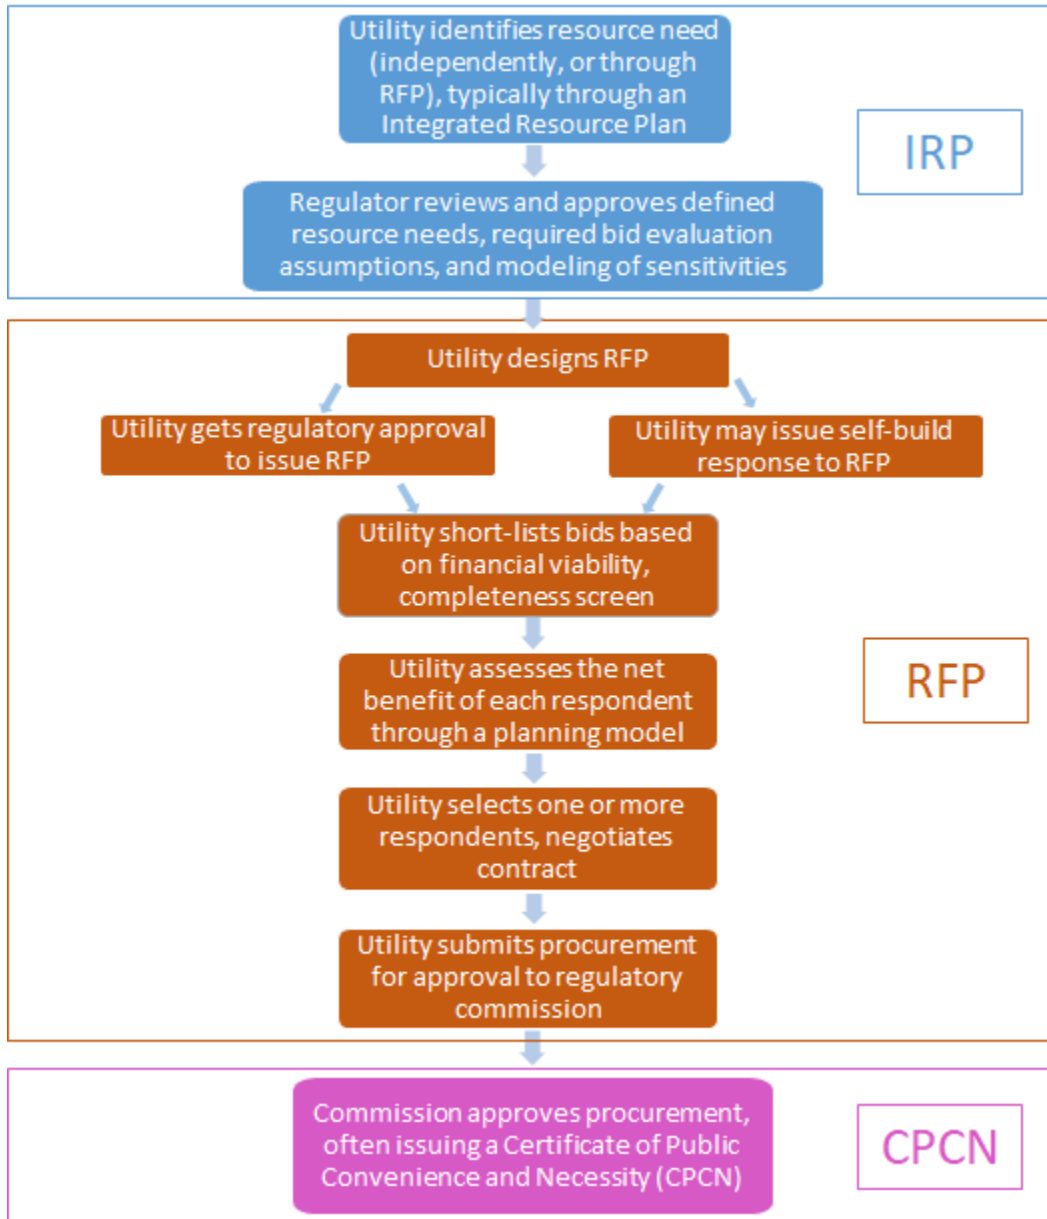 Utility identifies resource need
(independently, or through
RFP), typically through an
Integrated Resource Plan
IRP
Regulator reviews and approves defined
resource needs, required bid evaluation
assumptions, and modeling of sensitivities
Utility designs RFP
Utility gets regulatory approval
to issue RFP
Utility may issue self-build
response to RFP
Utility short-lists bids based
on financial viability,
completeness screen
Utility assesses the net
benefit of each respondent
through a planning model
RFP
Utility selects one or more
respondents, negotiates
contract
Utility submits procurement
for approval to regulatory
commission
Commission approves procurement,
often issuing a Certificate of Public
Convenience and Necessity (CPCN)
CPCN